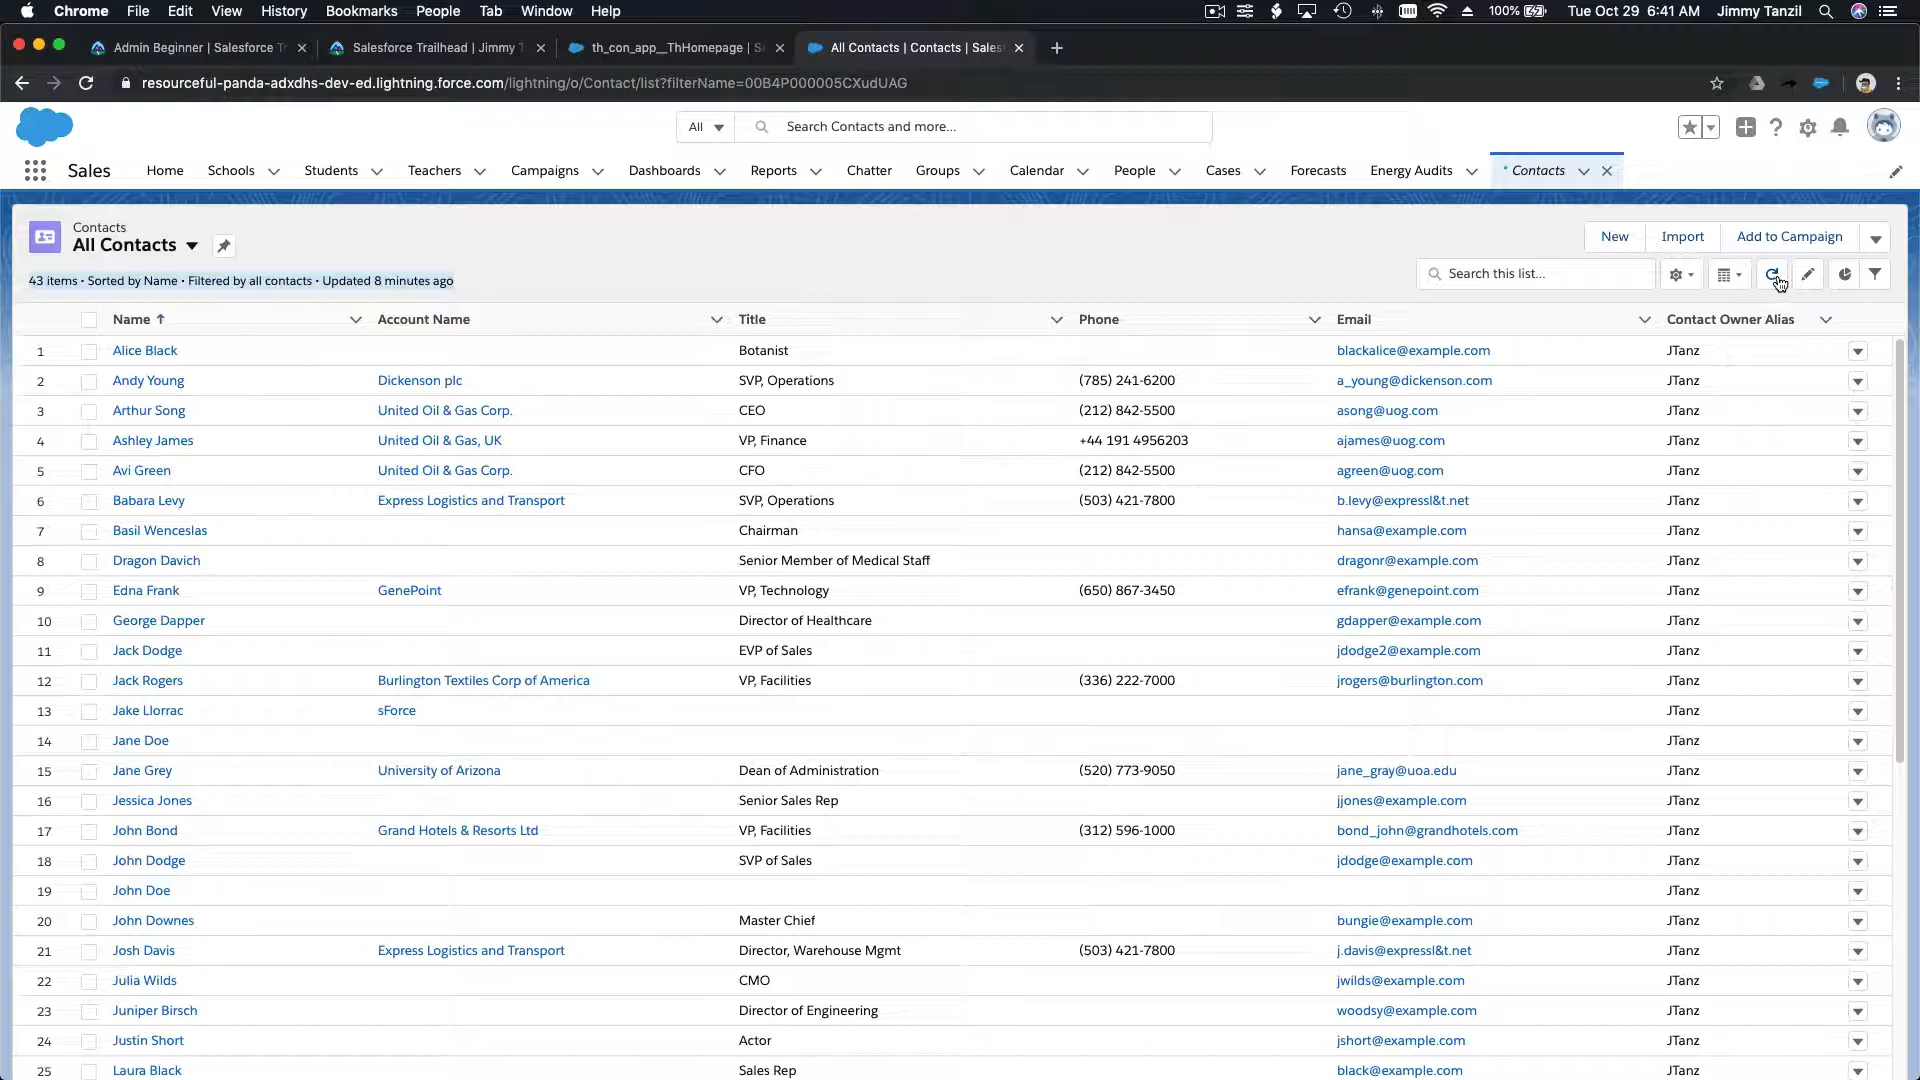 Chrome File Edit View History Bookmarks People Tab Window Help 100% Tue Oct 29 6:41 AM Jimmy Tanzil
Admin Beginner | Salesforce T Salesforce Trailhead | Jimmy T th_con_app__ThHomepage | Sa All Contacts | Contacts | Sales
resourceful-panda-adxdhs-dev-ed.lightning.force.com/lightning/o/Contact/list?filterName=00B4P000005CXudUAG
All Search Contacts and more...
Sales Home Schools Students Teachers Campaigns Dashboards Reports Chatter Groups Calendar People Cases Forecasts Energy Audits * Contacts
Contacts
All Contacts
New Import Add to Campaign
43 items • Sorted by Name • Filtered by all contacts • Updated 8 minutes ago
Search this list...
Name Account Name Title Phone Email Contact Owner Alias
1 Alice Black Botanist blackalice@example.com JTanz
2 Andy Young Dickenson plc SVP, Operations (785) 241-6200 a_young@dickenson.com JTanz
3 Arthur Song United Oil & Gas Corp. CEO (212) 842-5500 asong@uog.com JTanz
4 Ashley James United Oil & Gas, UK VP, Finance +44 191 4956203 ajames@uog.com JTanz
5 Avi Green United Oil & Gas Corp. CFO (212) 842-5500 agreen@uog.com JTanz
6 Babara Levy Express Logistics and Transport SVP, Operations (503) 421-7800 b.levy@expressl&t.net JTanz
7 Basil Wenceslas Chairman hansa@example.com JTanz
8 Dragon Davich Senior Member of Medical Staff dragonr@example.com JTanz
9 Edna Frank GenePoint VP, Technology (650) 867-3450 efrank@genepoint.com JTanz
10 George Dapper Director of Healthcare gdapper@example.com JTanz
11 Jack Dodge EVP of Sales jdodge2@example.com JTanz
12 Jack Rogers Burlington Textiles Corp of America VP, Facilities (336) 222-7000 jrogers@burlington.com JTanz
13 Jake Llorrac sForce JTanz
14 Jane Doe JTanz
15 Jane Grey University of Arizona Dean of Administration (520) 773-9050 jane_gray@uoa.edu JTanz
16 Jessica Jones Senior Sales Rep jjones@example.com JTanz
17 John Bond Grand Hotels & Resorts Ltd VP, Facilities (312) 596-1000 bond_john@grandhotels.com JTanz
18 John Dodge SVP of Sales jdodge@example.com JTanz
19 John Doe JTanz
20 John Downes Master Chief bungie@example.com JTanz
21 Josh Davis Express Logistics and Transport Director, Warehouse Mgmt (503) 421-7800 j.davis@expressl&t.net JTanz
22 Julia Wilds CMO jwilds@example.com JTanz
23 Juniper Birsch Director of Engineering woodsy@example.com JTanz
24 Justin Short Actor jshort@example.com JTanz
25 Laura Black Sales Rep black@example.com JTanz